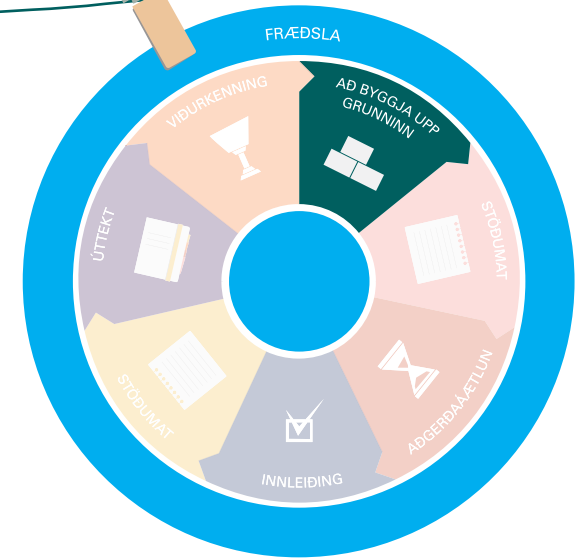 FRÆÐSLA
AÐ BYGGJA UPP
GRUNNINN
STÖÐUMAT
AÐGERÐAÁÆTLUN
INNLEIÐING
STÖÐUMAT
ÚTTEKT
VIÐURKENNING